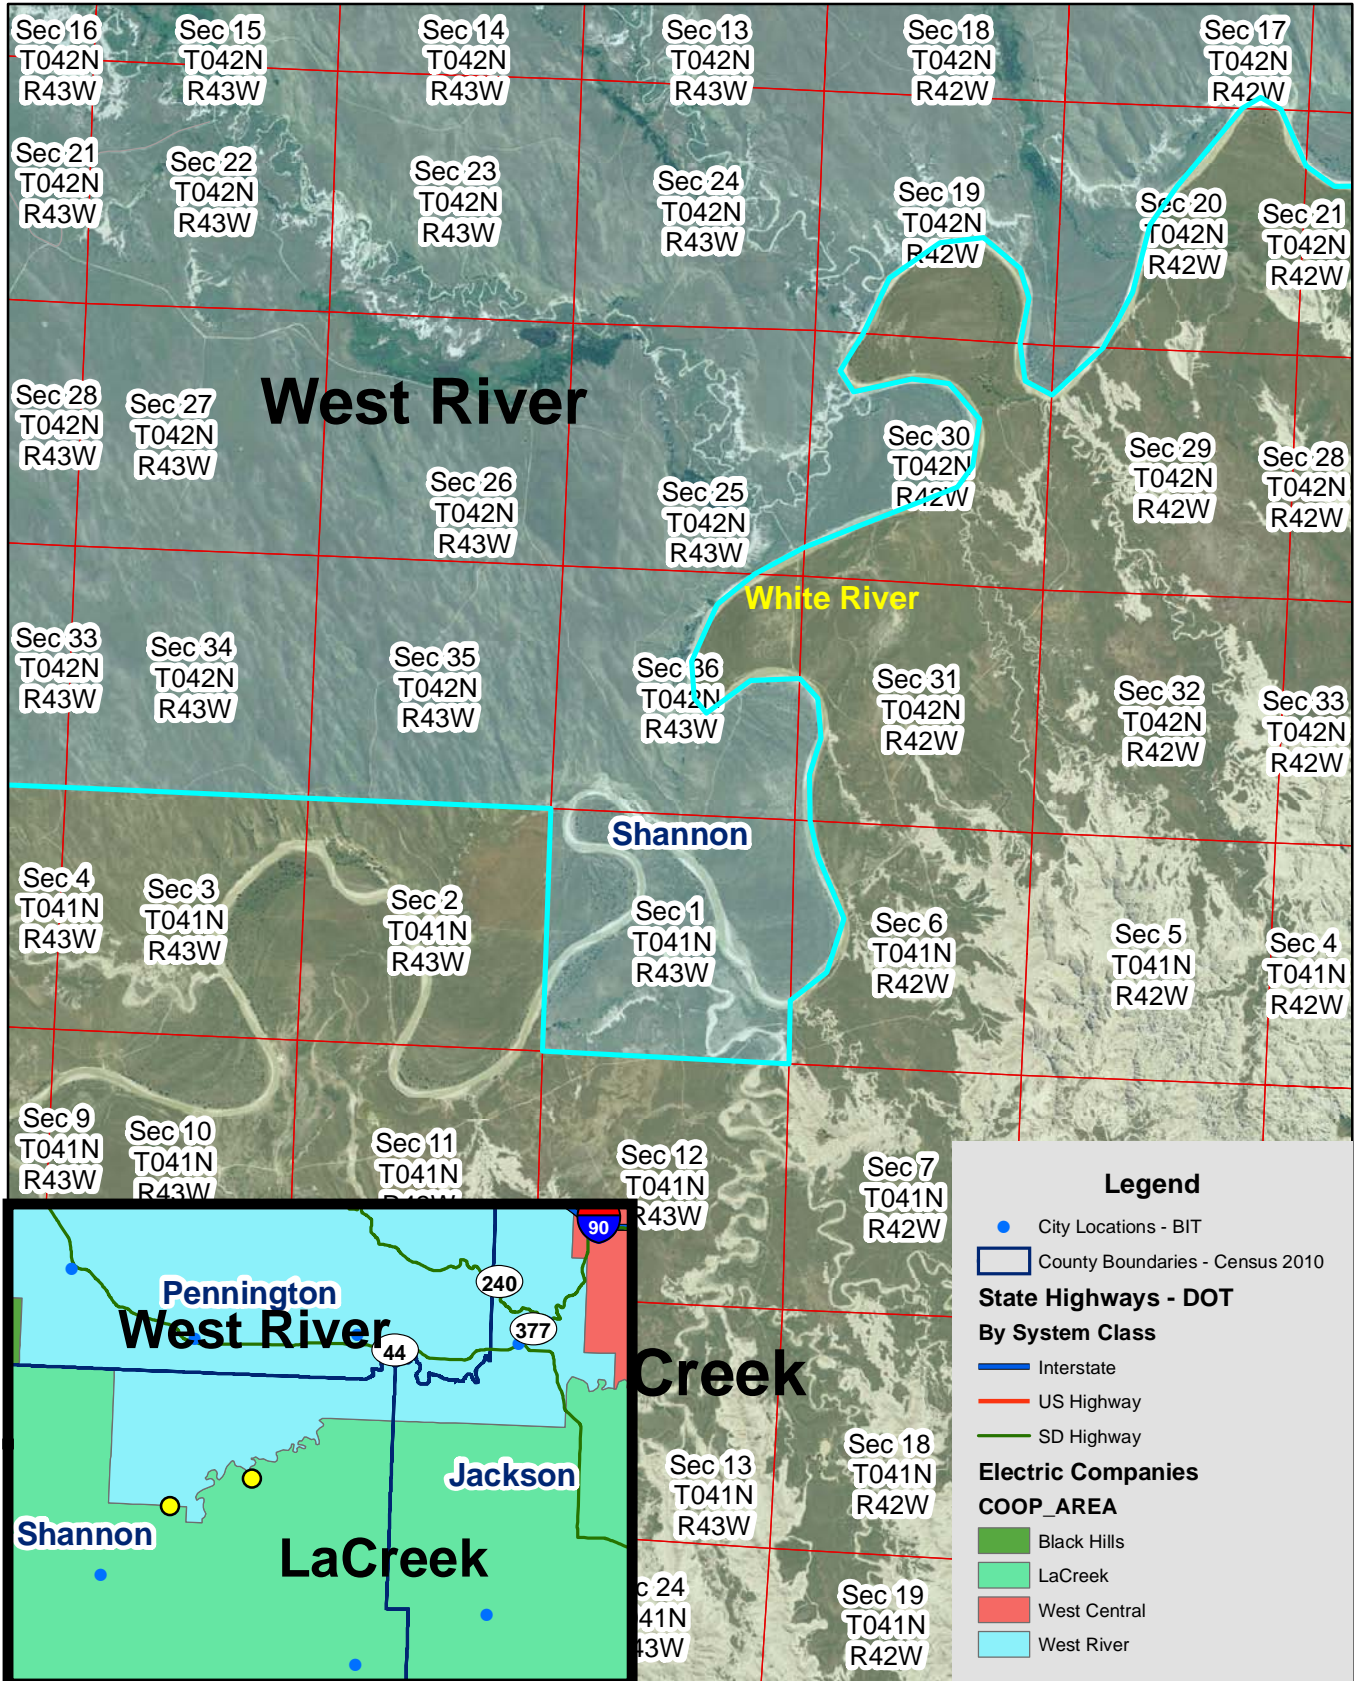 Sec 16
T042N
R43W
Sec 15
T042N
R43W
Sec 14
T042N
R43W
Sec 13
T042N
R43W
Sec 18
T042N
R42W
Sec 17
T042N
R42W
Sec 21
T042N
R43W
Sec 22
T042N
R43W
Sec 23
T042N
R43W
Sec 24
T042N
R43W
Sec 19
T042N
R42W
Sec 20
T042N
R42W
Sec 21
T042N
R42W
West River
Sec 28
T042N
R43W
Sec 27
T042N
R43W
Sec 26
T042N
R43W
Sec 25
T042N
R43W
Sec 30
T042N
R42W
Sec 29
T042N
R42W
Sec 28
T042N
R42W
White River
Sec 33
T042N
R43W
Sec 34
T042N
R43W
Sec 35
T042N
R43W
Sec 36
T042N
R43W
Sec 31
T042N
R42W
Sec 32
T042N
R42W
Sec 33
T042N
R42W
Shannon
Sec 4
T041N
R43W
Sec 3
T041N
R43W
Sec 2
T041N
R43W
Sec 1
T041N
R43W
Sec 6
T041N
R42W
Sec 5
T041N
R42W
Sec 4
T041N
R42W
Sec 9
T041N
R43W
Sec 10
T041N
R43W
Sec 11
T041N
Sec 12
T041N
R43W
Sec 7
T041N
R42W
Creek
Sec 13
T041N
R43W
Sec 18
T041N
R42W
c 24
41N
43W
Sec 19
T041N
R42W
90
240
377
44
Pennington
West River
Jackson
Shannon
LaCreek
Legend
City Locations - BIT
County Boundaries - Census 2010
State Highways - DOT
By System Class
Interstate
US Highway
SD Highway
Electric Companies
COOP_AREA
Black Hills
LaCreek
West Central
West River